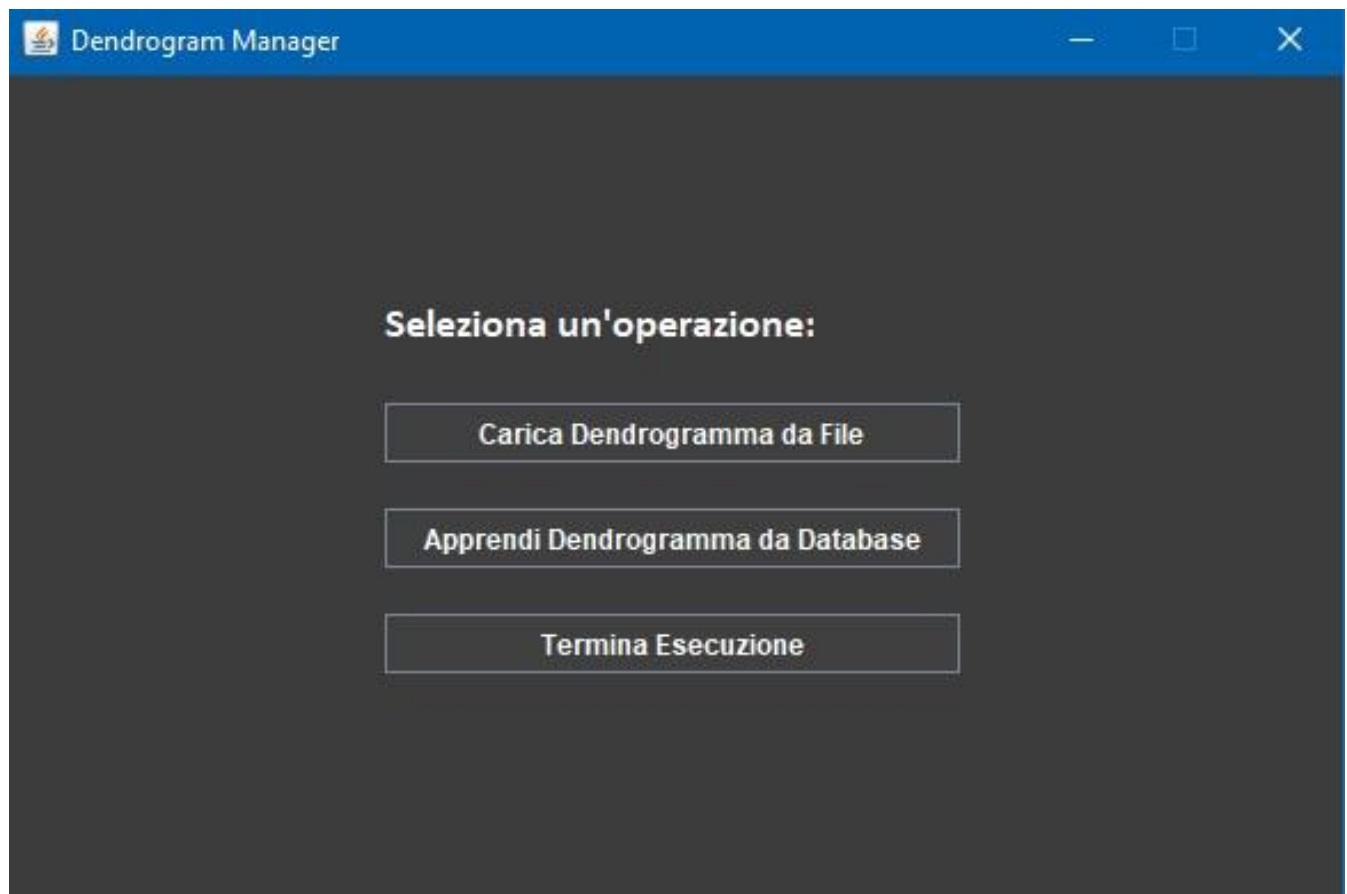 Dendrogram Manager
Seleziona un'operazione:
Carica Dendrogramma da File
Apprendi Dendrogramma da Database
Termina Esecuzione